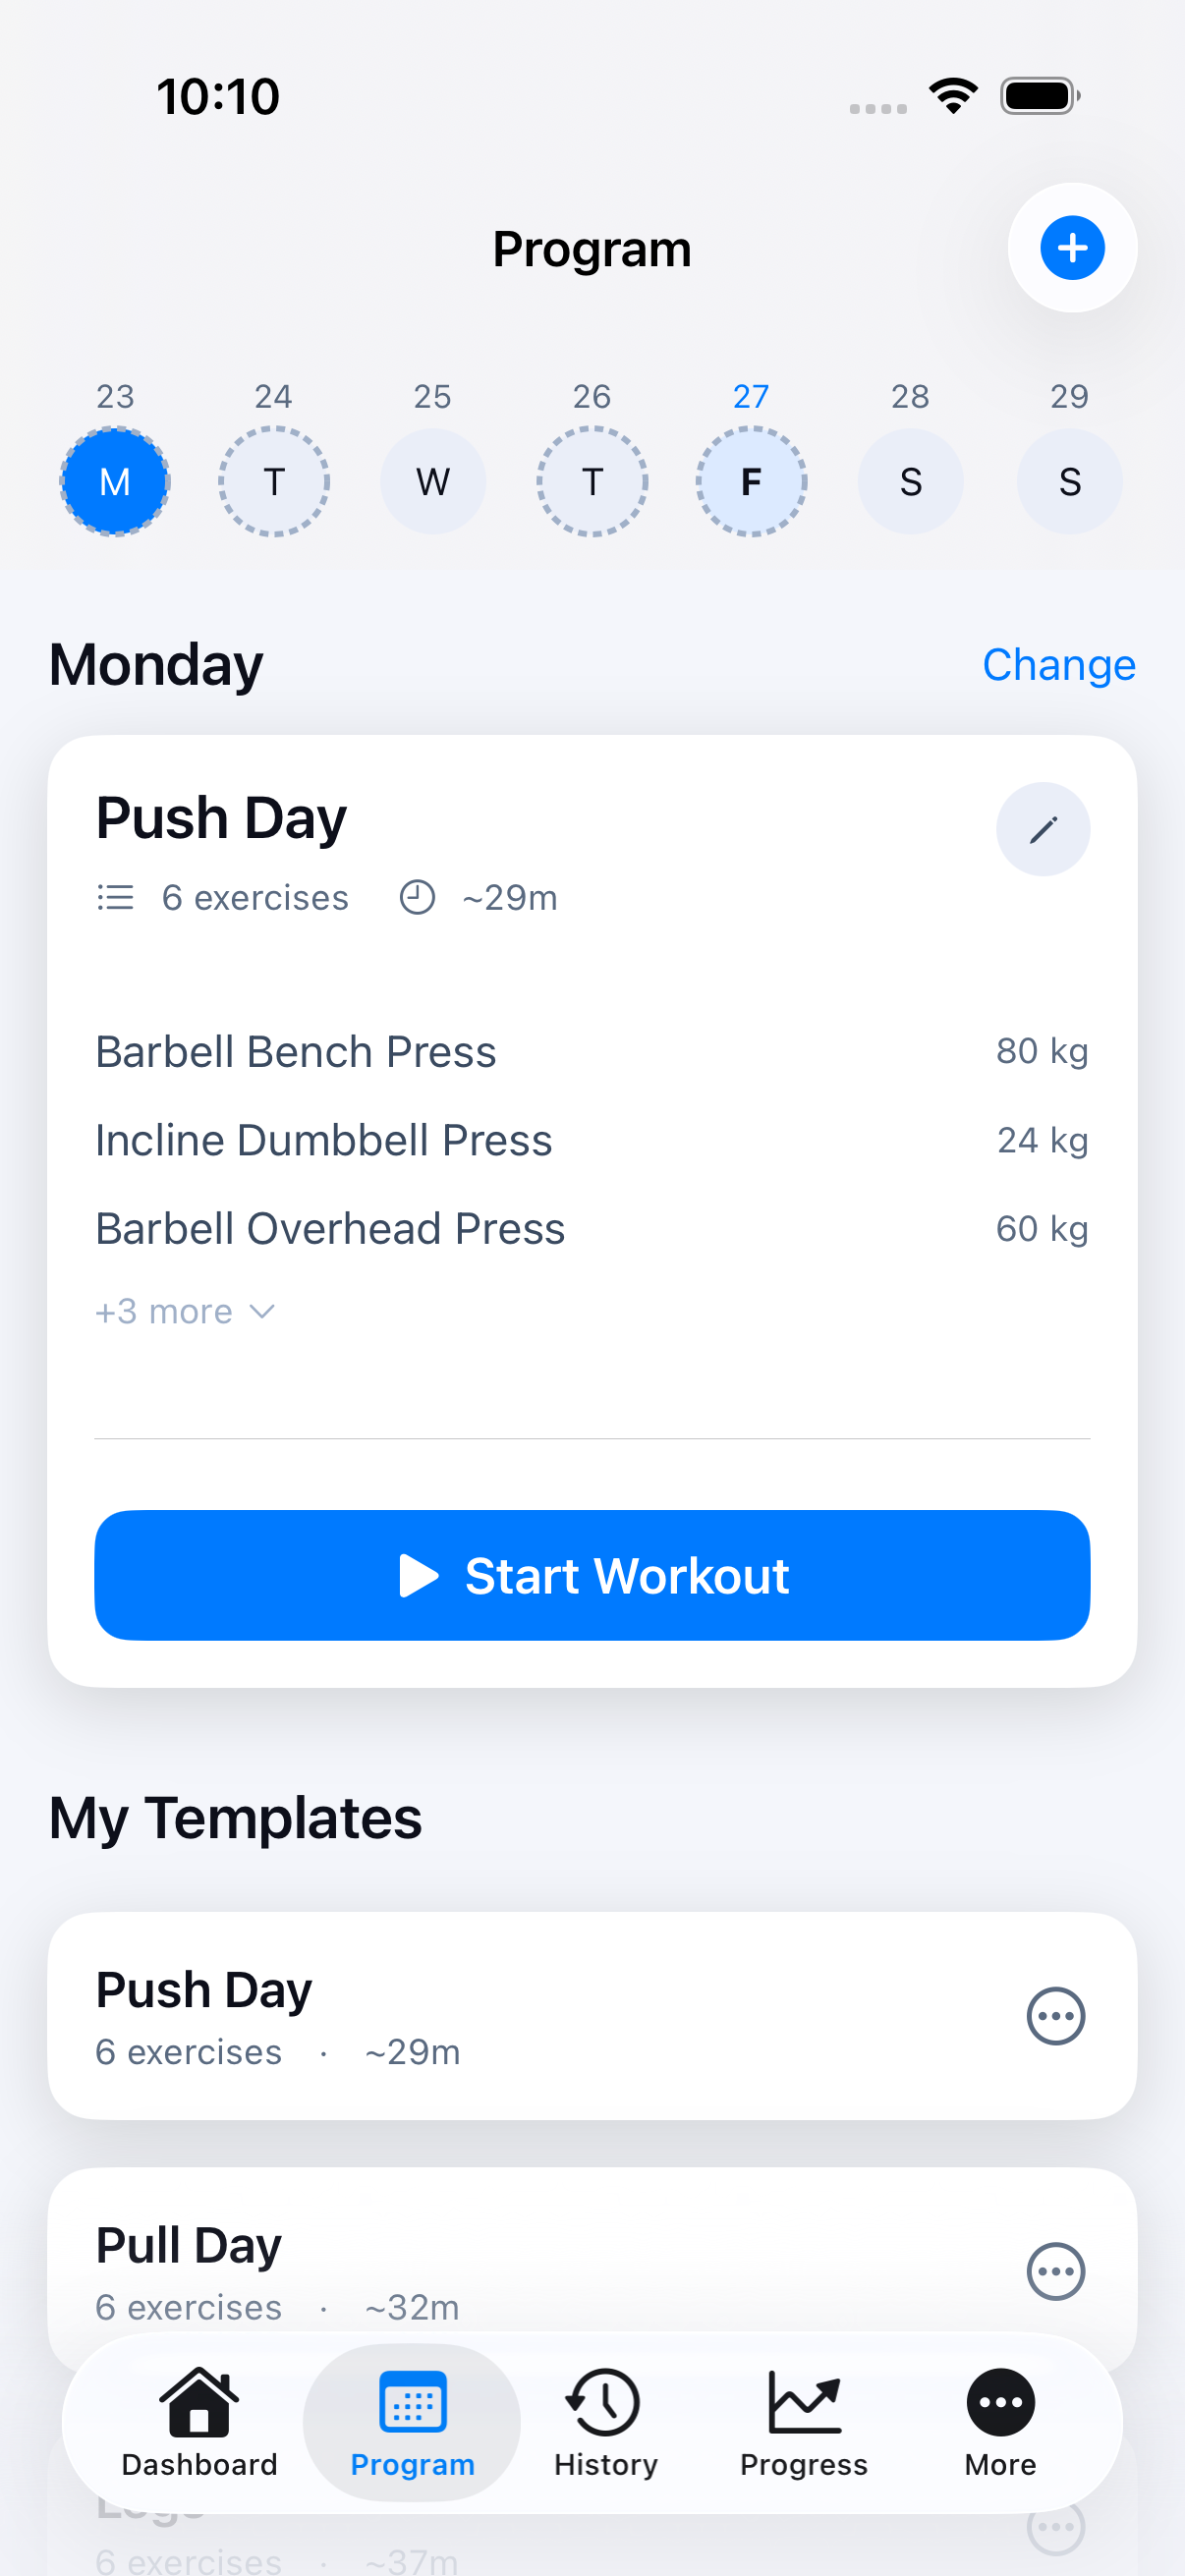 10:10
Program
23 24 25 26 27 28 29
M T W T F S S
Monday Change
Push Day
6 exercises ~29m
Barbell Bench Press 80 kg
Incline Dumbbell Press 24 kg
Barbell Overhead Press 60 kg
+3 more
Start Workout
My Templates
Push Day
6 exercises · ~29m
Pull Day
6 exercises · ~32m
Dashboard Program History Progress More
6 exercises · ~37m